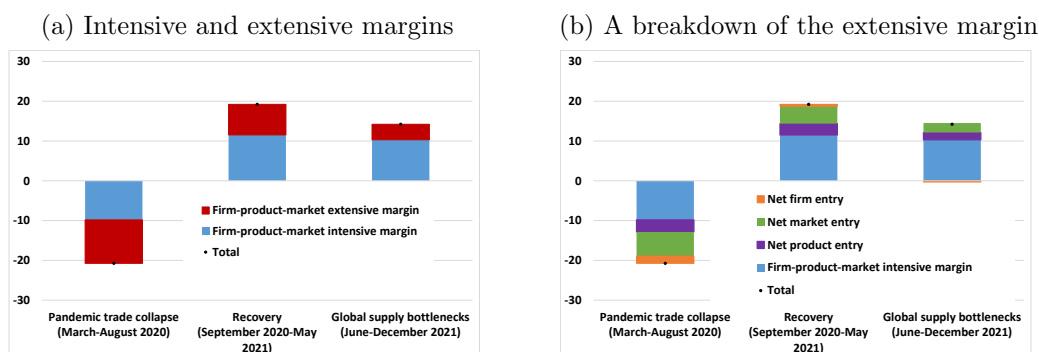 (a) Intensive and extensive margins
30
20
10
0
-10
-20
-30
Firm-product-market extensive margin
Firm-product-market intensive margin
Total
Pandemic trade collapse
(March-August 2020)
Recovery
(September 2020-May
2021)
Global supply bottlenecks
(June-December 2021)
(b) A breakdown of the extensive margin
30
20
10
0
-10
-20
-30
Net firm entry
Net market entry
Net product entry
Firm-product-market intensive margin
Total
Pandemic trade collapse
(March-August 2020)
Recovery
(September 2020-May
2021)
Global supply bottlenecks
(June-December 2021)